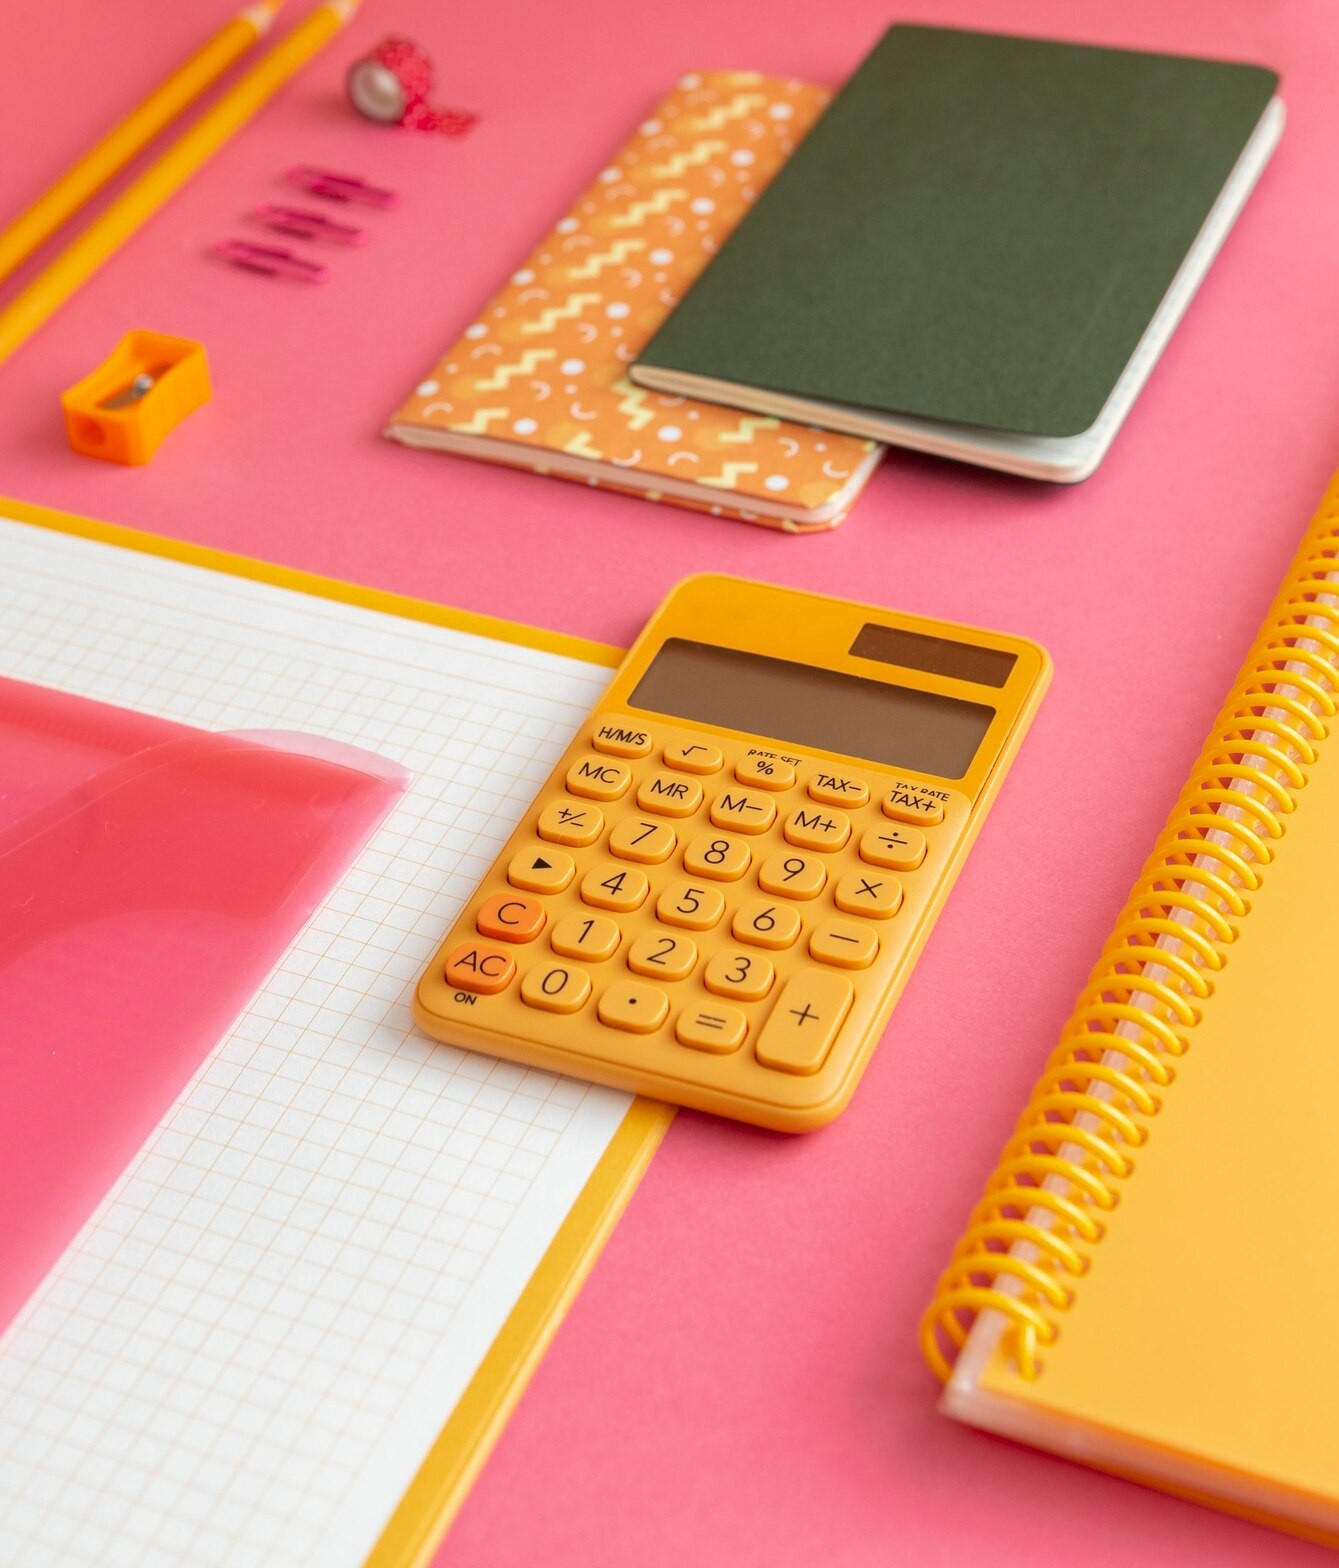 H/M/S √ RATE SET % TAX− TAX RATE TAX+
MC MR M− M+ ÷
+/− 7 8 9 ×
▶ 4 5 6 −
C 1 2 3 +
AC 0 · =
ON